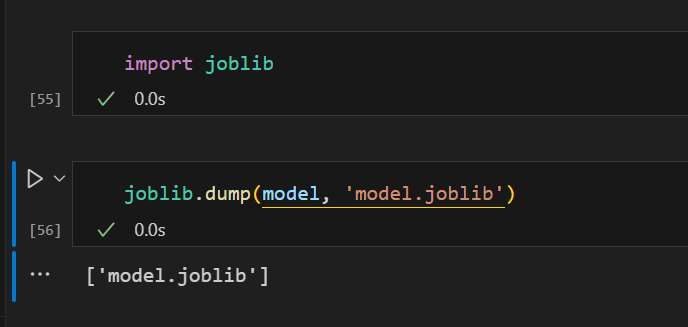 import joblib
[55]
0.0s
joblib.dump(model, 'model.joblib')
[56]
0.0s
['model.joblib']